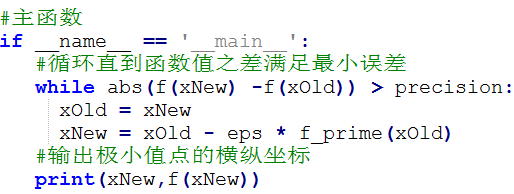 #主函数
if __name__ == '__main__':
    #循环直到函数值之差满足最小误差
    while abs(f(xNew) -f(xOld)) > precision:
        xOld = xNew
        xNew = xOld - eps * f_prime(xOld)
    #输出极小值点的横纵坐标
    print(xNew,f(xNew))